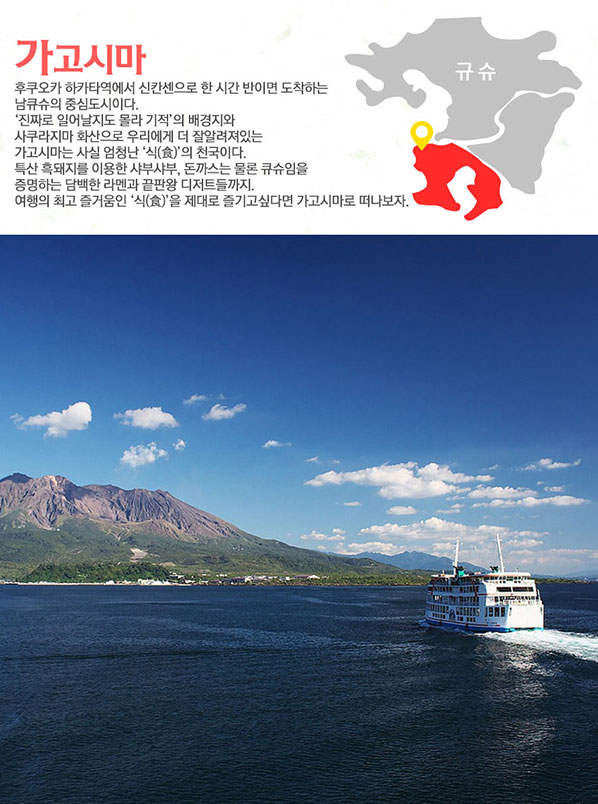 가고시마
후쿠오카 하카타역에서 신칸센으로 한 시간 반이면 도착하는
남큐슈의 중심도시이다.
‘진짜로 일어날지도 몰라 기적’의 배경지와
사쿠라지마 화산으로 우리에게 더 잘알려져있는
가고시마는 사실 엄청난 ‘식(食)’의 천국이다.
특산 흑돼지를 이용한 샤부샤부, 돈까스는 물론 큐슈임을
증명하는 담백한 라멘과 끝판왕 디저트들까지.
여행의 최고 즐거움인 ‘식(食)’을 제대로 즐기고싶다면 가고시마로 떠나보자.
규슈